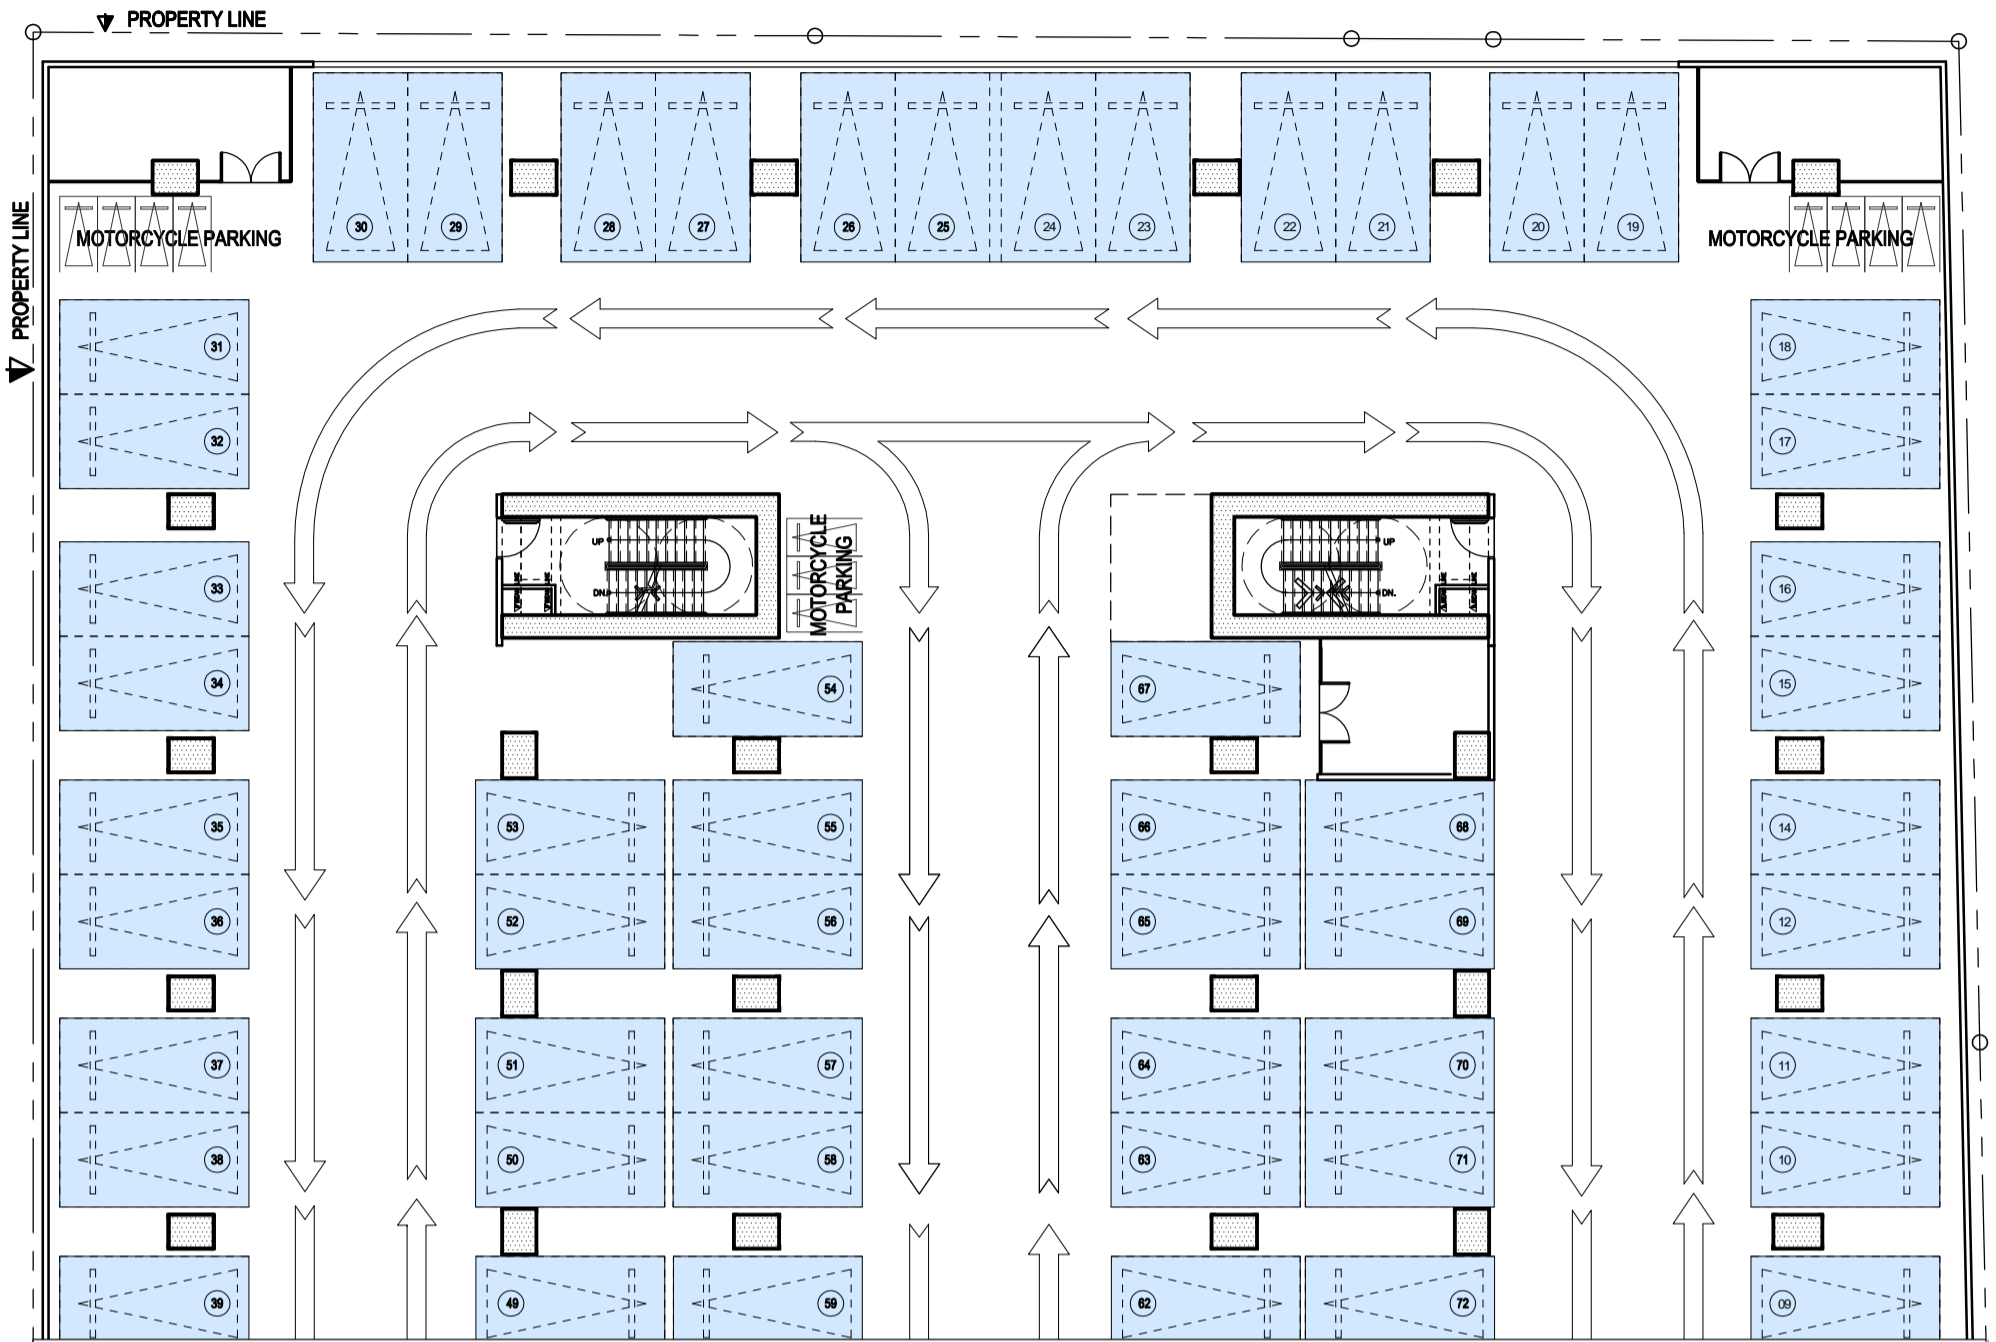 PROPERTY LINE
PROPERTY LINE
30 29 28 27 26 25 24 23 22 21 20 19
MOTORCYCLE PARKING
MOTORCYCLE PARKING
31 18
32 17
UP
MOTORCYCLE
PARKING
UP
DN.
DN.
33 16
34 54 67 15
35 53 55 66 68 14
36 52 56 65 69 12
37 51 57 64 70 11
38 50 58 63 71 10
39 49 59 62 72 09